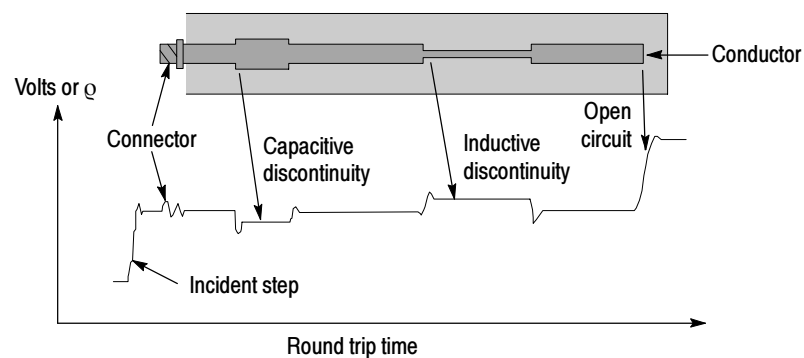 Conductor
Volts or ϱ
Connector
Capacitive
discontinuity
Inductive
discontinuity
Open
circuit
Incident step
Round trip time